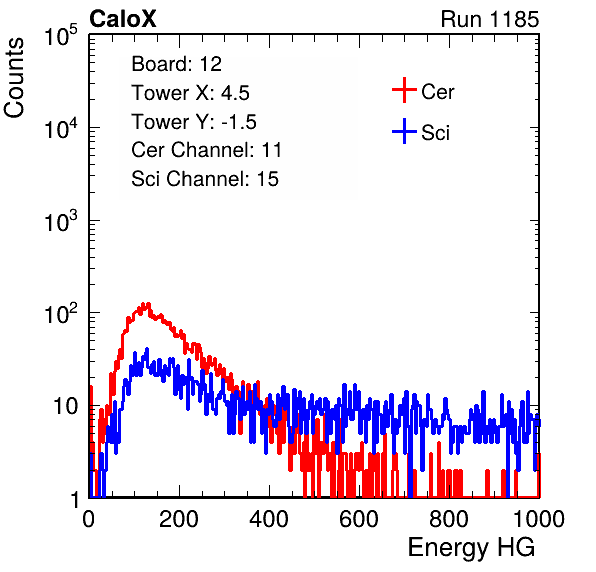 CaloX Run 1185
Counts
Board: 12
Tower X: 4.5
Tower Y: -1.5
Cer Channel: 11
Sci Channel: 15
Cer
Sci
10^5
10^4
10^3
10^2
10
1
0 200 400 600 800 1000
Energy HG